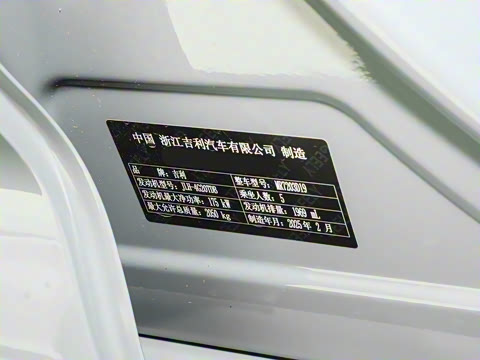 中国 浙江吉利汽车有限公司 制造
品 牌：吉利 整车型号：MR7203D19
发动机型号：JLH-4G20TDB 乘坐人数：5
发动机最大净功率：175 kW 发动机排量：1969 mL
最大允许总质量：2050 kg 制造年月：2025 年 2 月